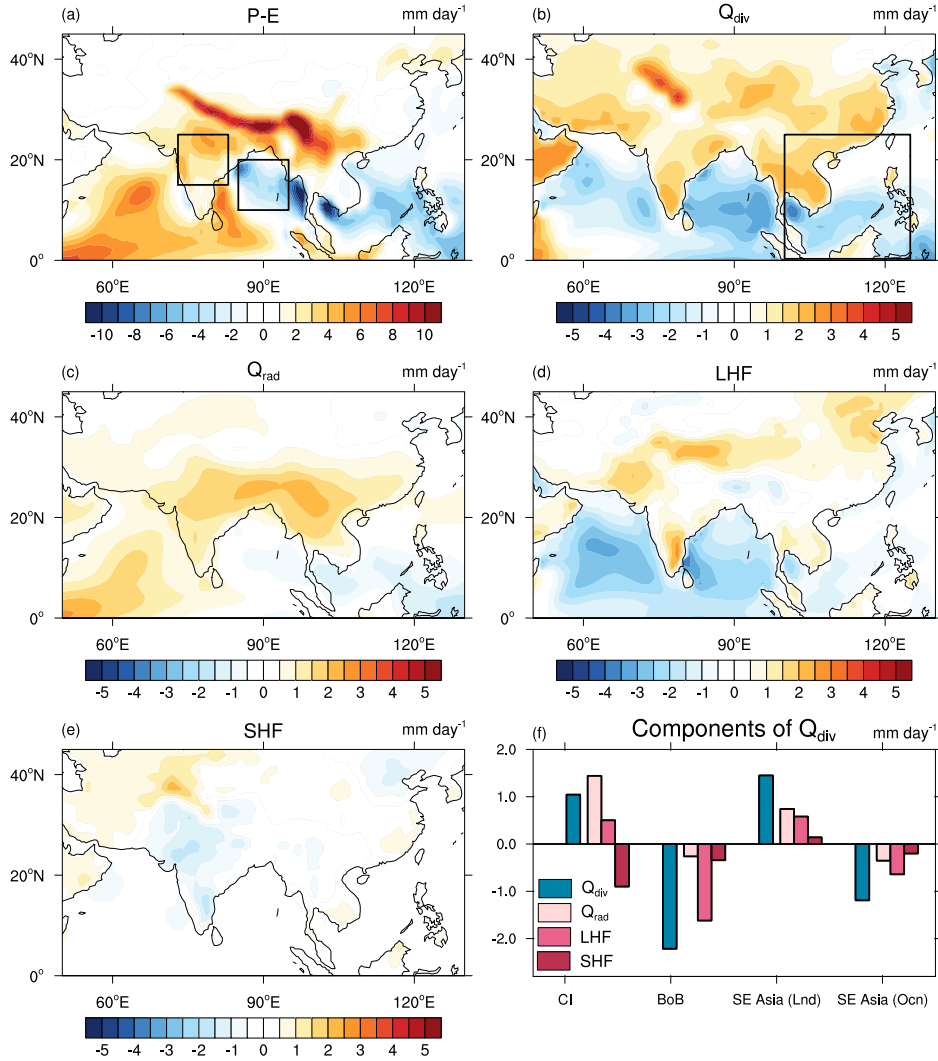 (a) P-E mm day-1
40°N
20°N
0°
60°E 90°E 120°E
-10 -8 -6 -4 -2 0 2 4 6 8 10
(b) Qdiv mm day-1
40°N
20°N
0°
60°E 90°E 120°E
-5 -4 -3 -2 -1 0 1 2 3 4 5
(c) Qrad mm day-1
40°N
20°N
0°
60°E 90°E 120°E
-5 -4 -3 -2 -1 0 1 2 3 4 5
(d) LHF mm day-1
40°N
20°N
0°
60°E 90°E 120°E
-5 -4 -3 -2 -1 0 1 2 3 4 5
(e) SHF mm day-1
40°N
20°N
0°
60°E 90°E 120°E
-5 -4 -3 -2 -1 0 1 2 3 4 5
(f) Components of Qdiv mm day-1
2.0
1.0
0.0
-1.0
-2.0
Qdiv
Qrad
LHF
SHF
CI BoB SE Asia (Lnd) SE Asia (Ocn)